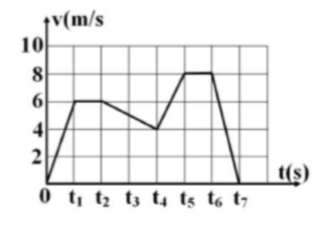 v(m/s
10
8
6
4
2
0 t₁ t₂ t₃ t₄ t₅ t₆ t₇
t(s)